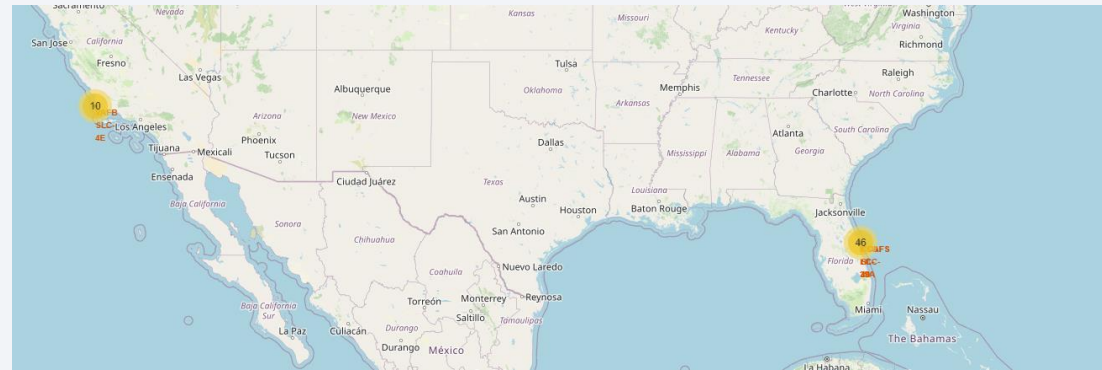 Sacramento
Nevada
Kansas
Missouri
Kentucky
Washington
Virginia
San Jose
California
Richmond
Fresno
Tulsa
Las Vegas
Raleigh
Tennessee
Albuquerque
Memphis
Oklahoma
Charlotte
North Carolina
10
Arkansas
Arizona
New Mexico
SLC-
Los Angeles
4E
South Carolina
Atlanta
Phoenix
Dallas
Tijuana
Mexicali
Tucson
Mississippi
Alabama
Georgia
Ensenada
Ciudad Juárez
Texas
Louisiana
Austin
Houston
Baton Rouge
Baja California
Jacksonville
Sonora
San Antonio
Chihuahua
46
Florida
Nuevo Laredo
Coahuila
Torreón
Monterrey
Reynosa
Baja California
Sur
Miami
Nassau
Saltillo
Tamaulipas
La Paz
Culiacán
Durango
The Bahamas
Durango
México
La Habana